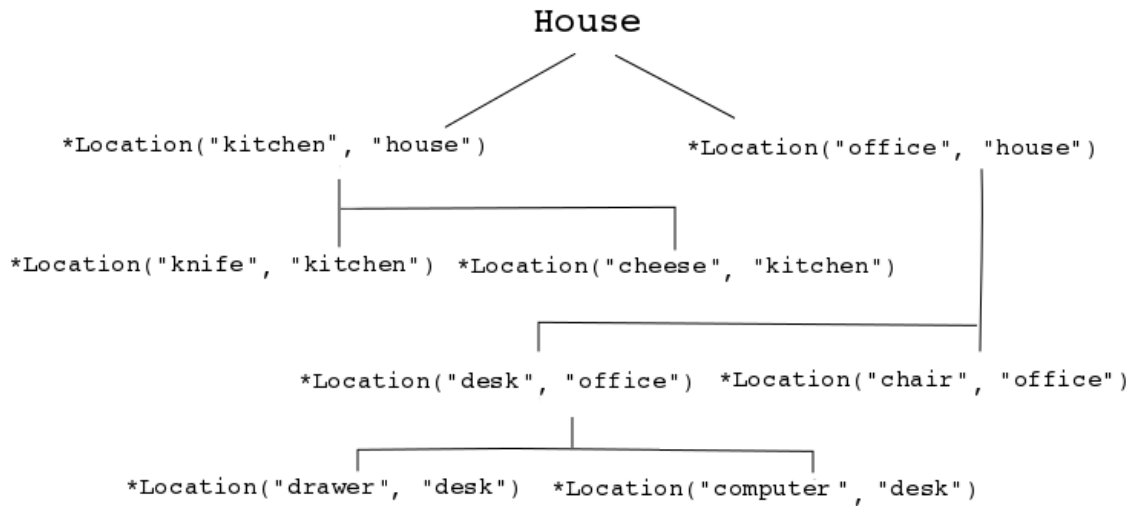 House
*Location("kitchen", "house")
*Location("office", "house")
*Location("knife", "kitchen")
*Location("cheese", "kitchen")
*Location("desk", "office")
*Location("chair", "office")
*Location("drawer", "desk")
*Location("computer", "desk")